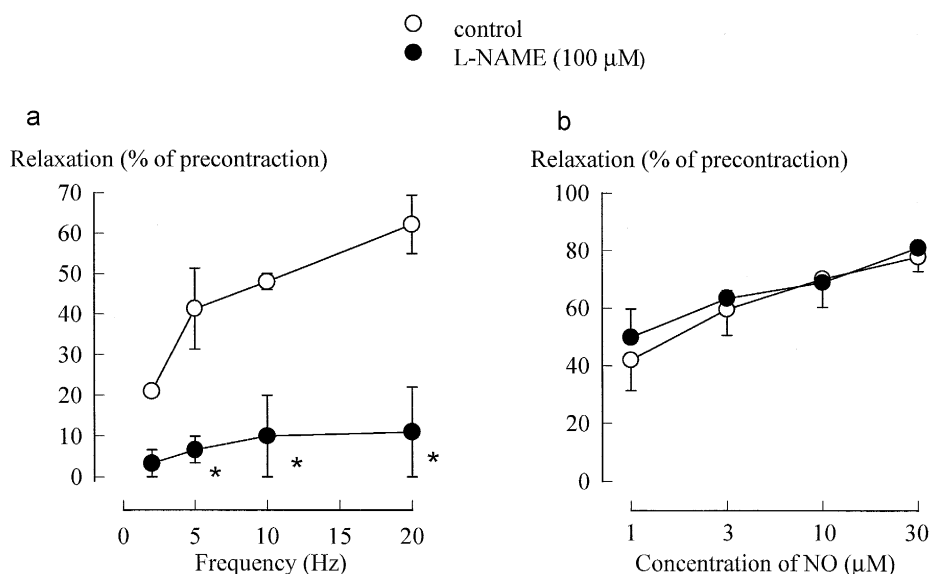 control
L-NAME (100 μM)
a
Relaxation (% of precontraction)
70
60
50
40
30
20
10
0
* * *
0 5 10 15 20
Frequency (Hz)
b
Relaxation (% of precontraction)
100
80
60
40
20
0
1 3 10 30
Concentration of NO (μM)